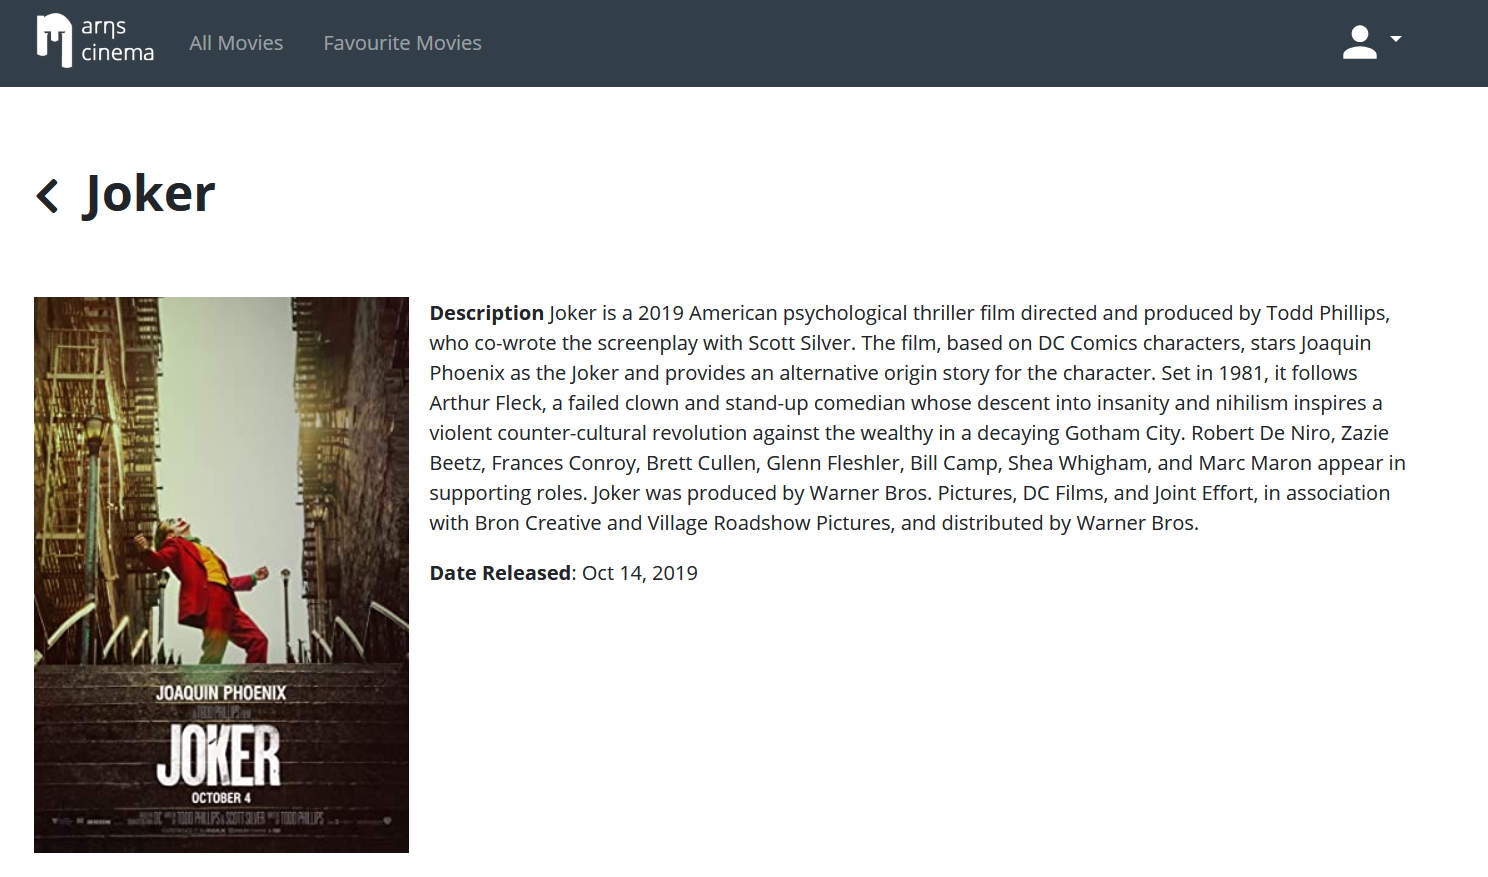 arηs
cinema
All Movies
Favourite Movies
Joker
Description Joker is a 2019 American psychological thriller film directed and produced by Todd Phillips,
who co-wrote the screenplay with Scott Silver. The film, based on DC Comics characters, stars Joaquin
Phoenix as the Joker and provides an alternative origin story for the character. Set in 1981, it follows
Arthur Fleck, a failed clown and stand-up comedian whose descent into insanity and nihilism inspires a
violent counter-cultural revolution against the wealthy in a decaying Gotham City. Robert De Niro, Zazie
Beetz, Frances Conroy, Brett Cullen, Glenn Fleshler, Bill Camp, Shea Whigham, and Marc Maron appear in
supporting roles. Joker was produced by Warner Bros. Pictures, DC Films, and Joint Effort, in association
with Bron Creative and Village Roadshow Pictures, and distributed by Warner Bros.
Date Released: Oct 14, 2019
JOAQUIN PHOENIX
JOKER
OCTOBER 4